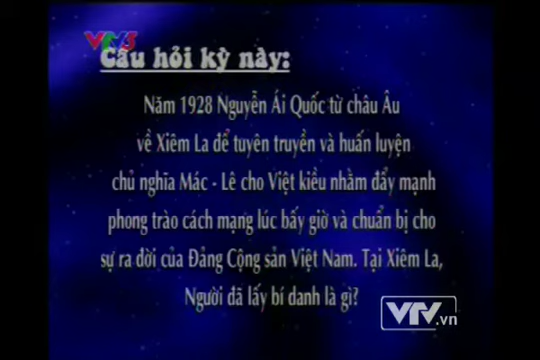 VTV3
Câu hỏi kỳ này:
Năm 1928 Nguyễn Ái Quốc từ châu Âu
về Xiêm La để tuyên truyền và huấn luyện
chủ nghĩa Mác - Lê cho Việt kiều nhằm đẩy mạnh
phong trào cách mạng lúc bấy giờ và chuẩn bị cho
sự ra đời của Đảng Cộng sản Việt Nam. Tại Xiêm La,
Người đã lấy bí danh là gì?
VTV.vn